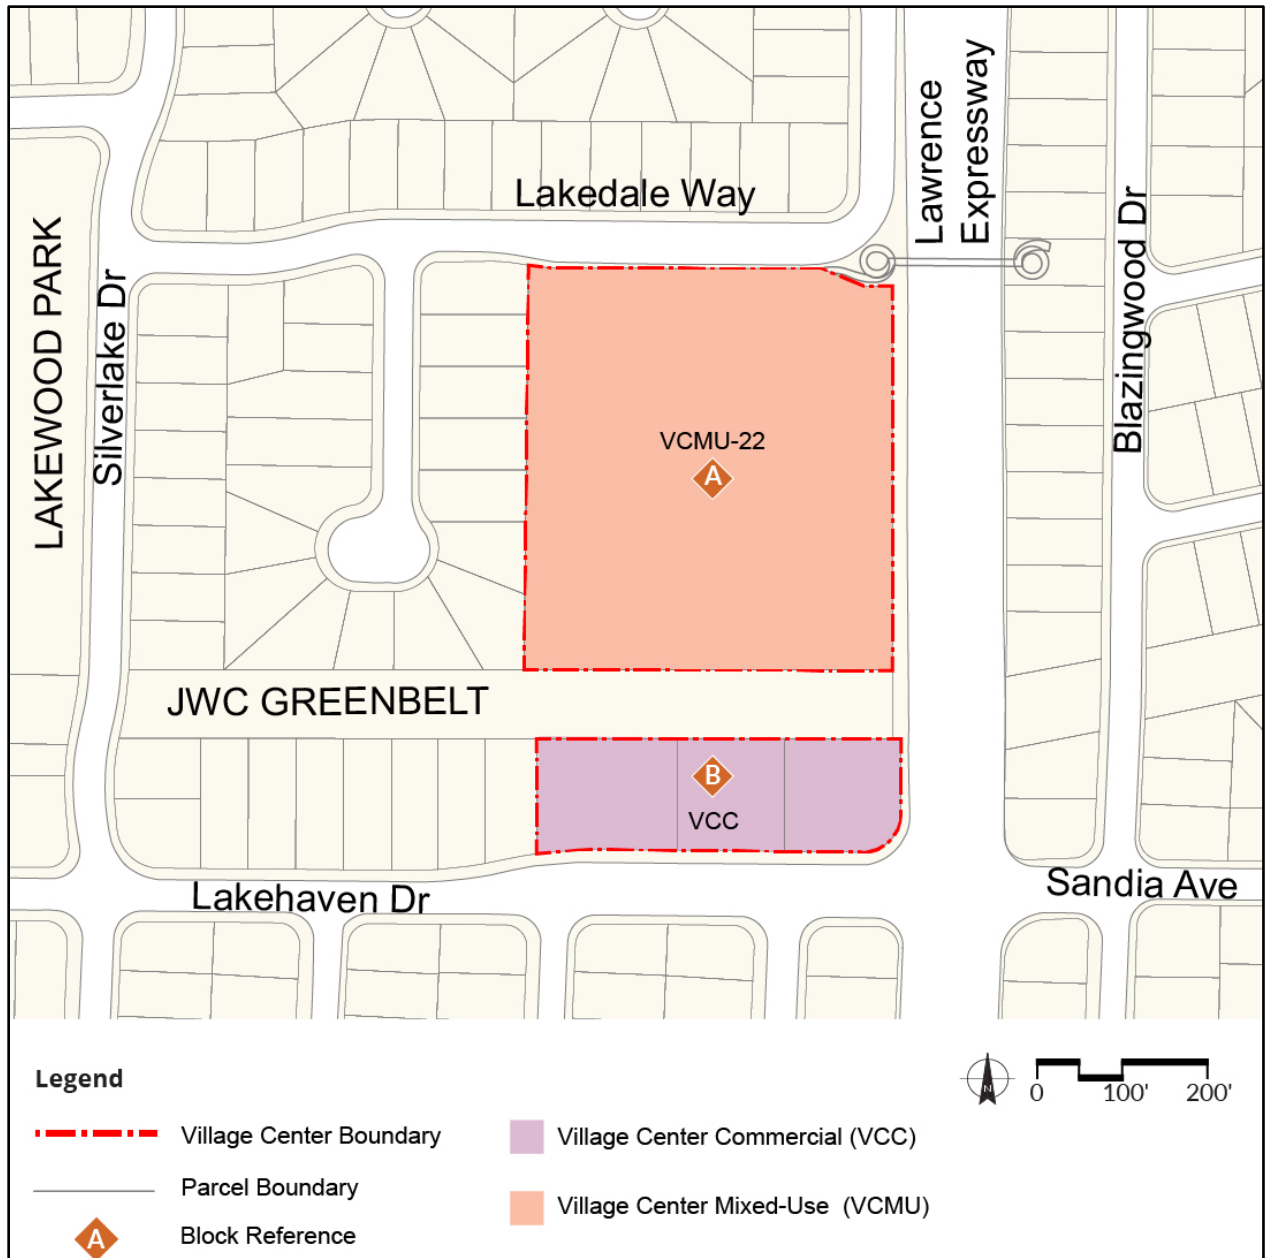 Lawrence
Expressway
Lakedale Way
LAKEWOOD PARK
Silverlake Dr
Blazingwood Dr
VCMU-22
A
JWC GREENBELT
B
VCC
Lakehaven Dr
Sandia Ave
Legend
N
0 100' 200'
Village Center Boundary
Village Center Commercial (VCC)
Parcel Boundary
Village Center Mixed-Use (VCMU)
A
Block Reference